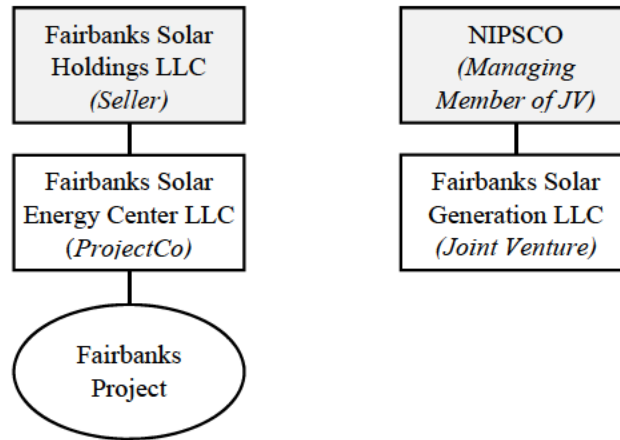 Fairbanks Solar
Holdings LLC
(Seller)
Fairbanks Solar
Energy Center LLC
(ProjectCo)
Fairbanks
Project
NIPSCO
(Managing
Member of JV)
Fairbanks Solar
Generation LLC
(Joint Venture)